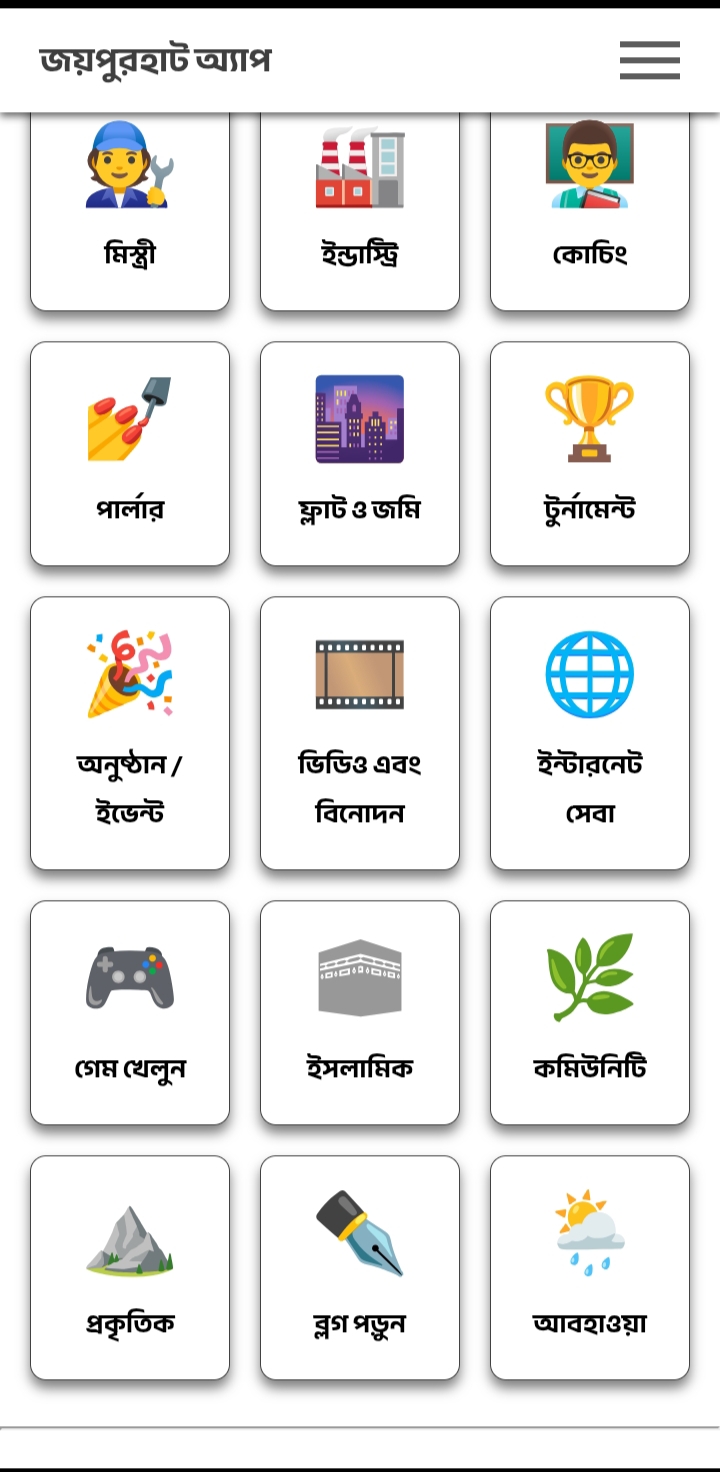 জয়পুরহাট অ্যাপ
মিস্ত্রী
ইন্ডাস্ট্রি
কোচিং
পার্লার
ফ্লাট ও জমি
টুর্নামেন্ট
অনুষ্ঠান /
ইভেন্ট
ভিডিও এবং
বিনোদন
ইন্টারনেট
সেবা
গেম খেলুন
ইসলামিক
কমিউনিটি
প্রকৃতিক
ব্লগ পড়ুন
আবহাওয়া